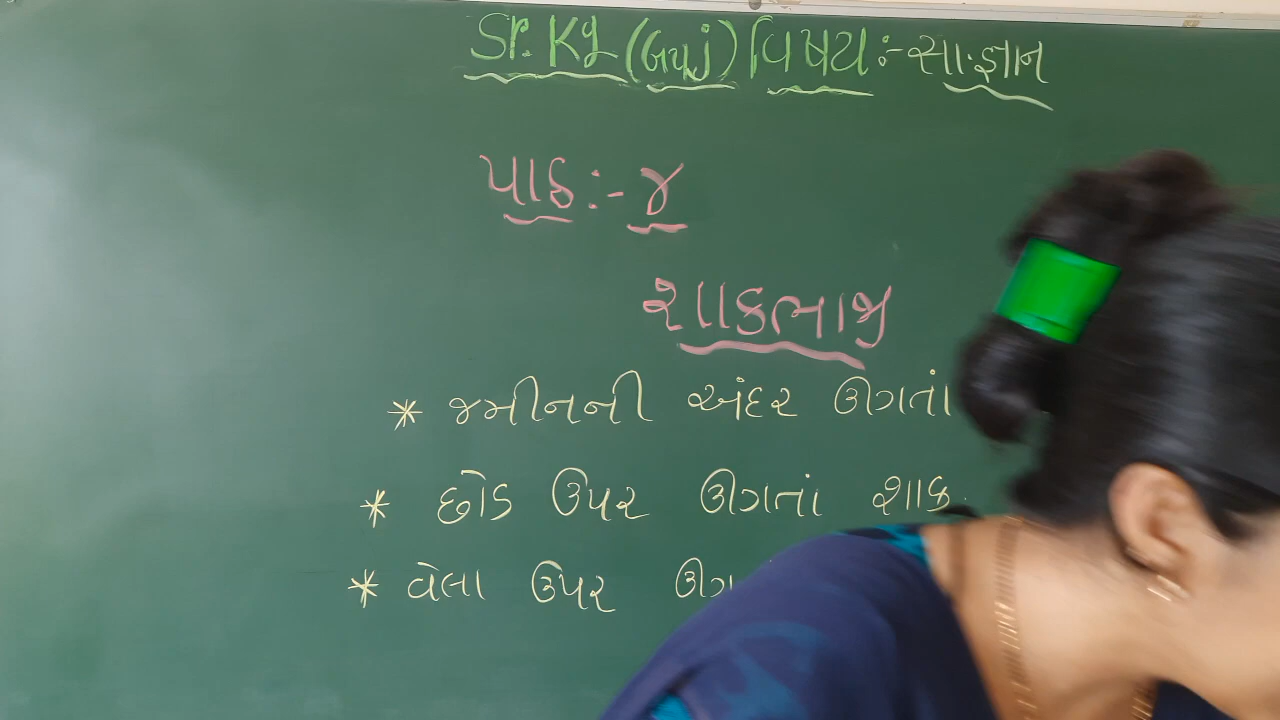 Sr. Kg (ગુજ) વિષય :- સા.જ્ઞાન
પાઠ :- ૪
શાકભાજી
* જમીનની અંદર ઊગતાં
* છોડ ઉપર ઊગતાં શાક
* વેલા ઉપર